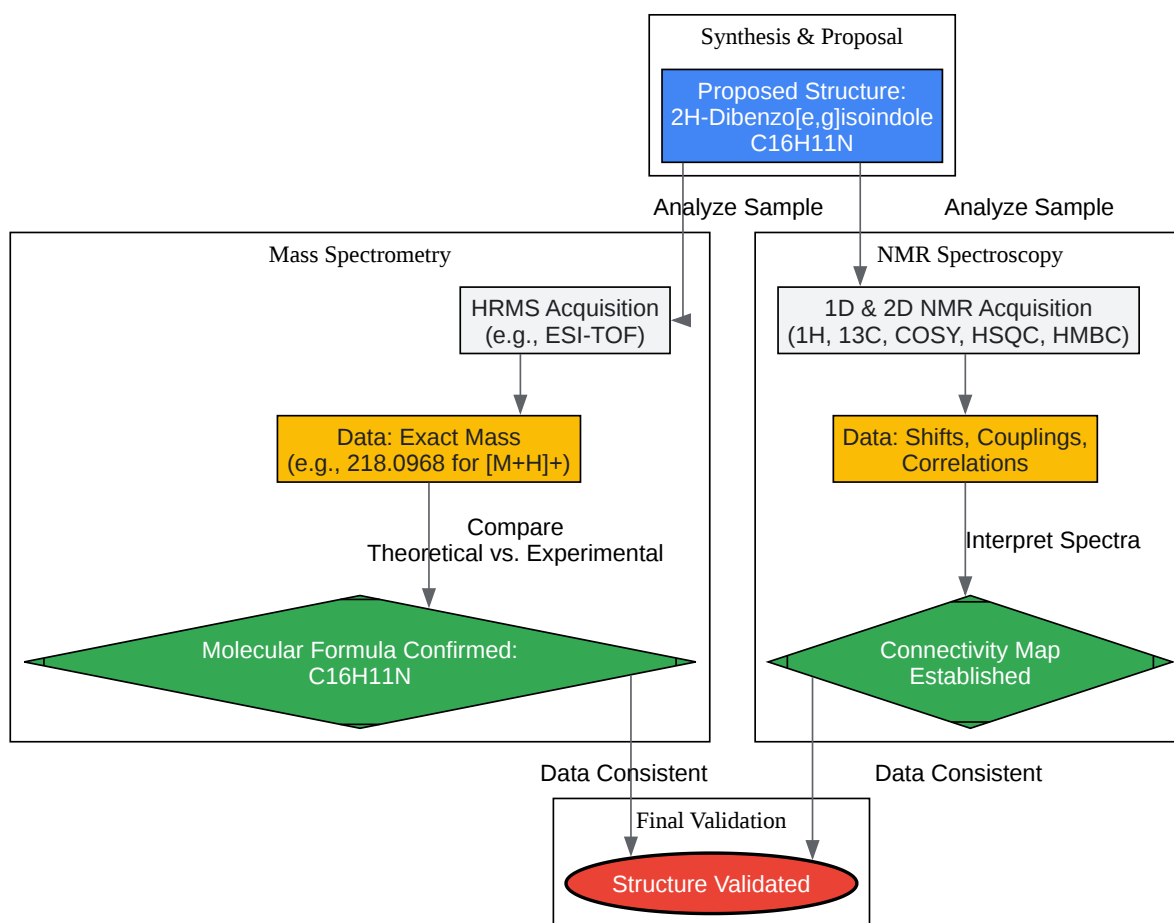 Synthesis & Proposal
Proposed Structure:
2H-Dibenzo[e,g]isoindole
C16H11N
Analyze Sample
Analyze Sample
Mass Spectrometry
HRMS Acquisition
(e.g., ESI-TOF)
Data: Exact Mass
(e.g., 218.0968 for [M+H]+)
Compare
Theoretical vs. Experimental
Molecular Formula Confirmed:
C16H11N
Data Consistent
NMR Spectroscopy
1D & 2D NMR Acquisition
(1H, 13C, COSY, HSQC, HMBC)
Data: Shifts, Couplings,
Correlations
Interpret Spectra
Connectivity Map
Established
Data Consistent
Final Validation
Structure Validated